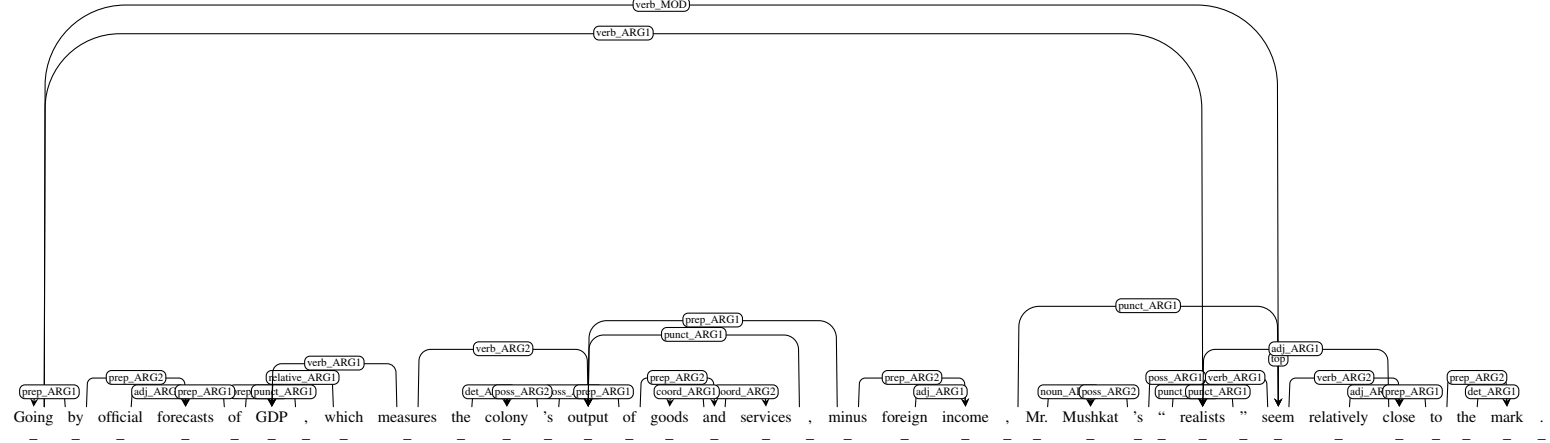 verb_MOD
verb_ARG1
punct_ARG1
prep_ARG1
punct_ARG1
verb_ARG2 adj_ARG1
top
verb_ARG1
prep_ARG2 relative_ARG1 prep_ARG2 prep_ARG2 poss_ARG1 verb_ARG1 verb_ARG2 prep_ARG2
prep_ARG1 prep_ARG1 punct_ARG1 poss_ARG2 prep_ARG1 coord_ARG1 adj_ARG1 poss_ARG2 punct_ARG1 prep_ARG1 det_ARG1
Going by official forecasts of GDP , which measures the colony 's output of goods and services , minus foreign income , Mr. Mushkat 's “ realists ” seem relatively close to the mark .